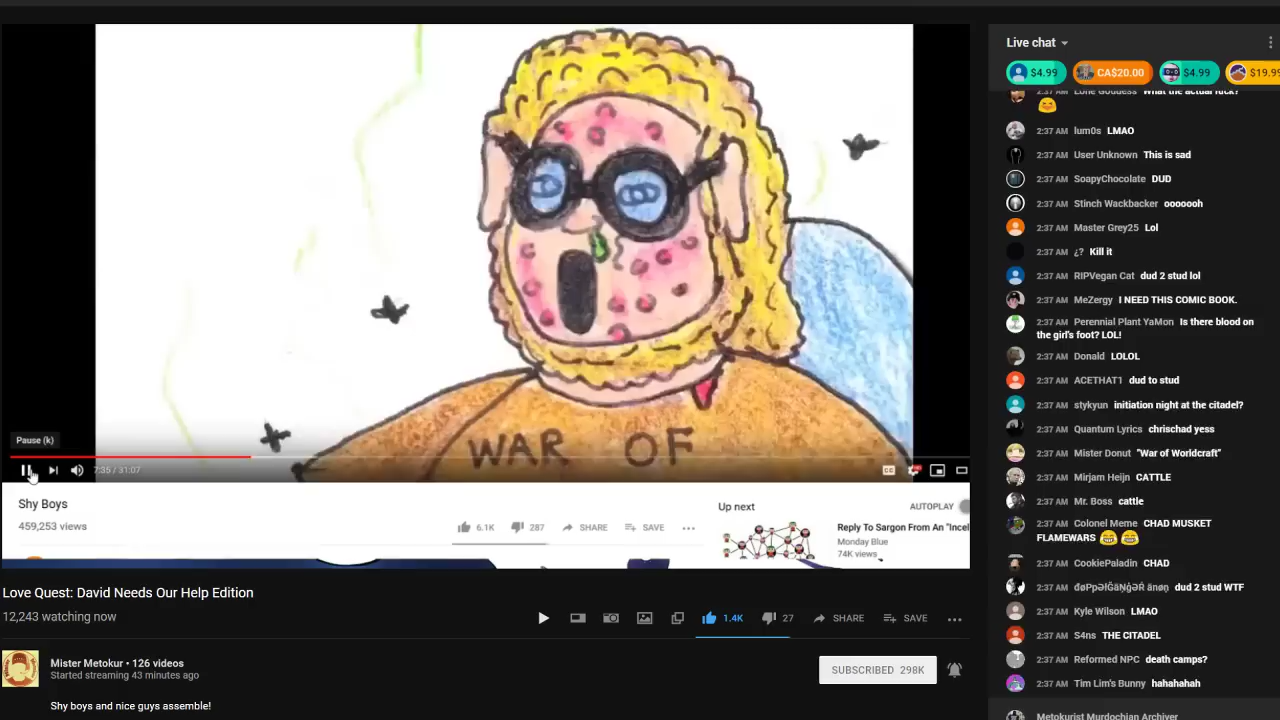 Live chat
$4.99
CA$20.00
$4.99
$19.99
2:37 AM Lone Goddess What the actual fuck?
2:37 AM lum0s LMAO
2:37 AM User Unknown This is sad
2:37 AM SoapyChocolate DUD
2:37 AM Stinch Wackbacker ooooooh
2:37 AM Master Grey25 Lol
2:37 AM ¿? Kill it
2:37 AM RIPVegan Cat dud 2 stud lol
2:37 AM MeZergy I NEED THIS COMIC BOOK.
2:37 AM Perennial Plant YaMon Is there blood on
the girl's foot? LOL!
2:37 AM Donald LOLOL
2:37 AM ACETHAT1 dud to stud
2:37 AM stykyun initiation night at the citadel?
2:37 AM Quantum Lyrics chrischad yess
2:37 AM Mister Donut "War of Worldcraft"
2:37 AM Mirjam Heijn CATTLE
2:37 AM Mr. Boss cattle
2:37 AM Colonel Meme CHAD MUSKET
FLAMEWARS
2:37 AM CookiePaladin CHAD
2:37 AM dud 2 stud WTF
2:37 AM Kyle Wilson LMAO
2:37 AM S4ns THE CITADEL
2:37 AM Reformed NPC death camps?
2:37 AM Tim Lim's Bunny hahahahah
Metokurist Murdochian Archiver
WAR OF
Pause (k)
7:35 / 31:07
CC
Shy Boys
459,253 views
6.1K
287
SHARE
SAVE
Up next
AUTOPLAY
Reply To Sargon From An "Incel
Monday Blue
74K views
Love Quest: David Needs Our Help Edition
12,243 watching now
1.4K
27
SHARE
SAVE
Mister Metokur • 126 videos
Started streaming 43 minutes ago
SUBSCRIBED 298K
Shy boys and nice guys assemble!